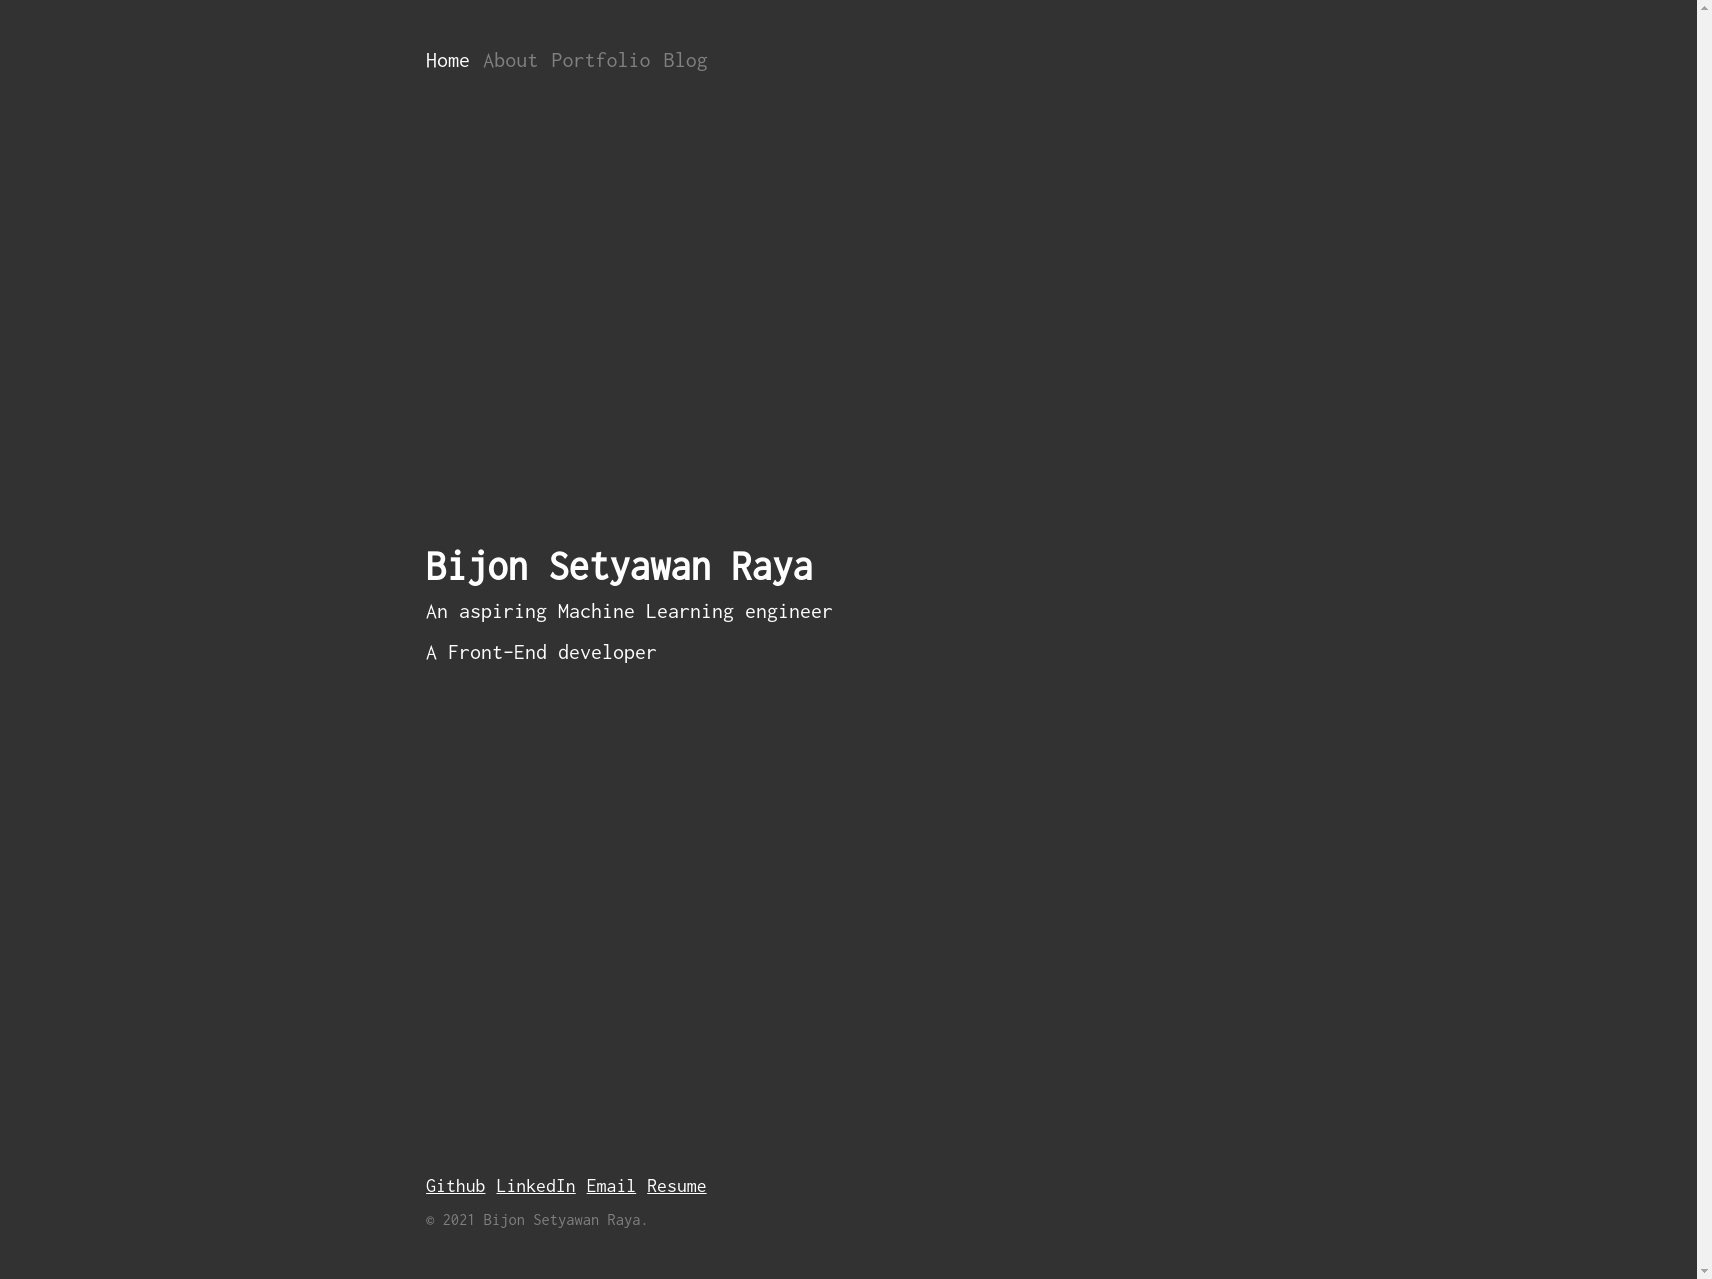 Home About Portfolio Blog
Bijon Setyawan Raya
An aspiring Machine Learning engineer
A Front-End developer
Github LinkedIn Email Resume
© 2021 Bijon Setyawan Raya.